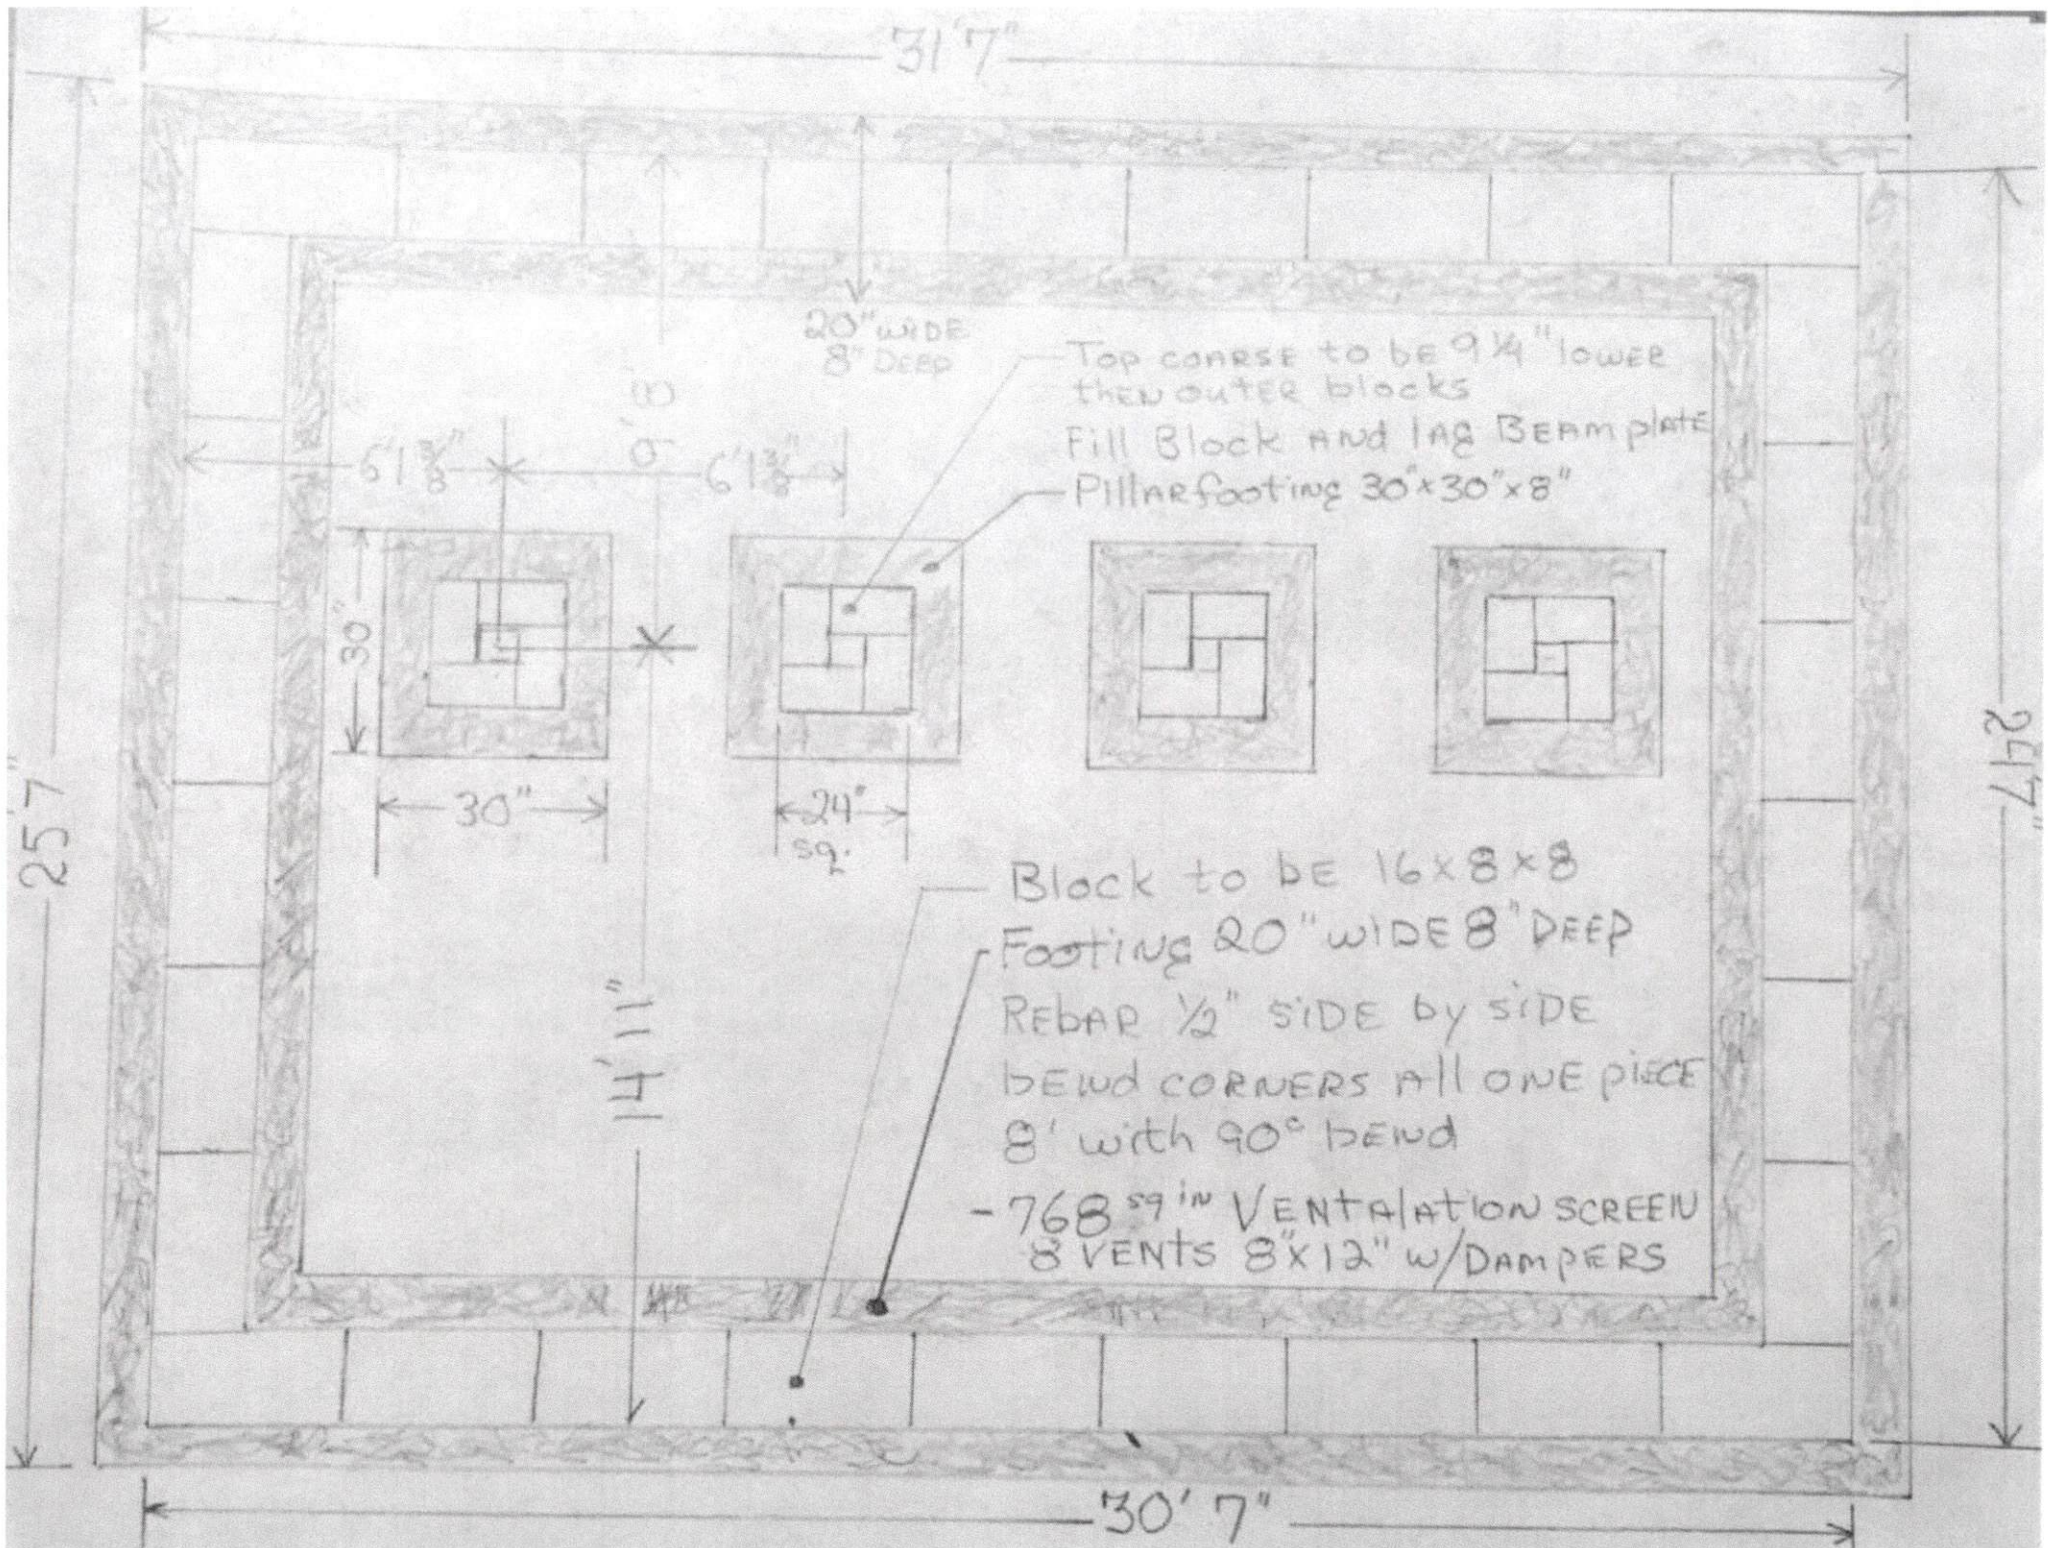 31'7"
20" WIDE
8" DEEP
Top coarse to be 9 1/4" lower
then outer blocks
Fill Block and lag Beam plate
Pillar footing 30"x30"x8"
9' 8"
6'1 3/8"
6'1 3/8"
30"
30"
24"
sq.
25'7"
24'7"
14' 11"
Block to be 16x8x8
Footing 20" WIDE 8" DEEP
Rebar 1/2" side by side
bend corners All one piece
8' with 90° bend
- 768 sq in Ventalation screen
8 vents 8"x12" w/Dampers
30' 7"